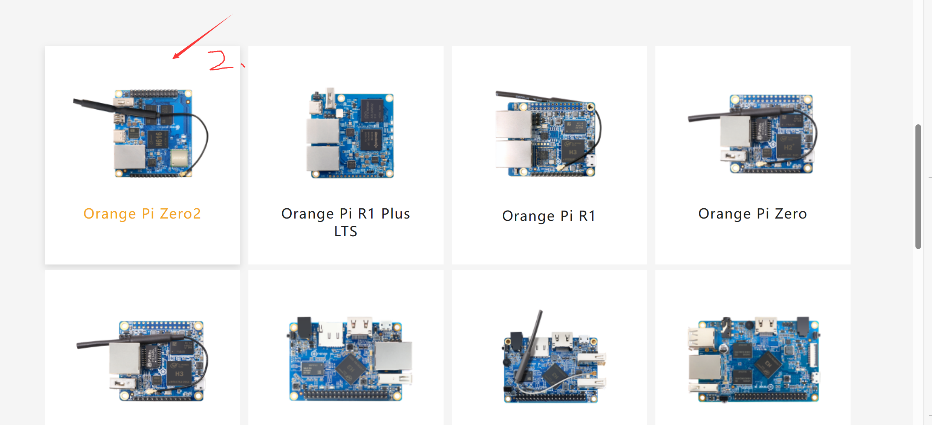 2.
Orange Pi Zero2
Orange Pi R1 Plus
LTS
Orange Pi R1
Orange Pi Zero